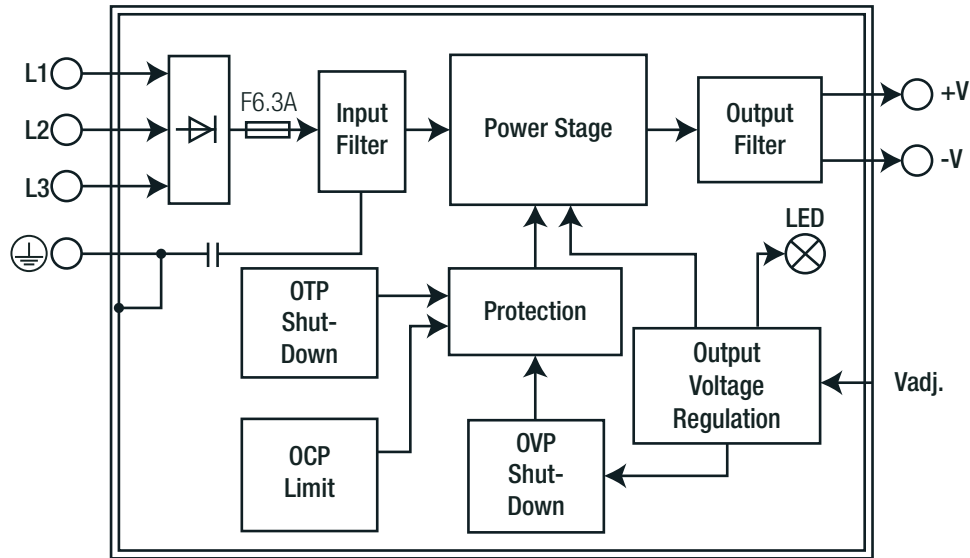 L1
L2
L3
F6.3A
Input
Filter
Power Stage
Output
Filter
+V
-V
LED
OTP
Shut-
Down
Protection
Output
Voltage
Regulation
Vadj.
OCP
Limit
OVP
Shut-
Down